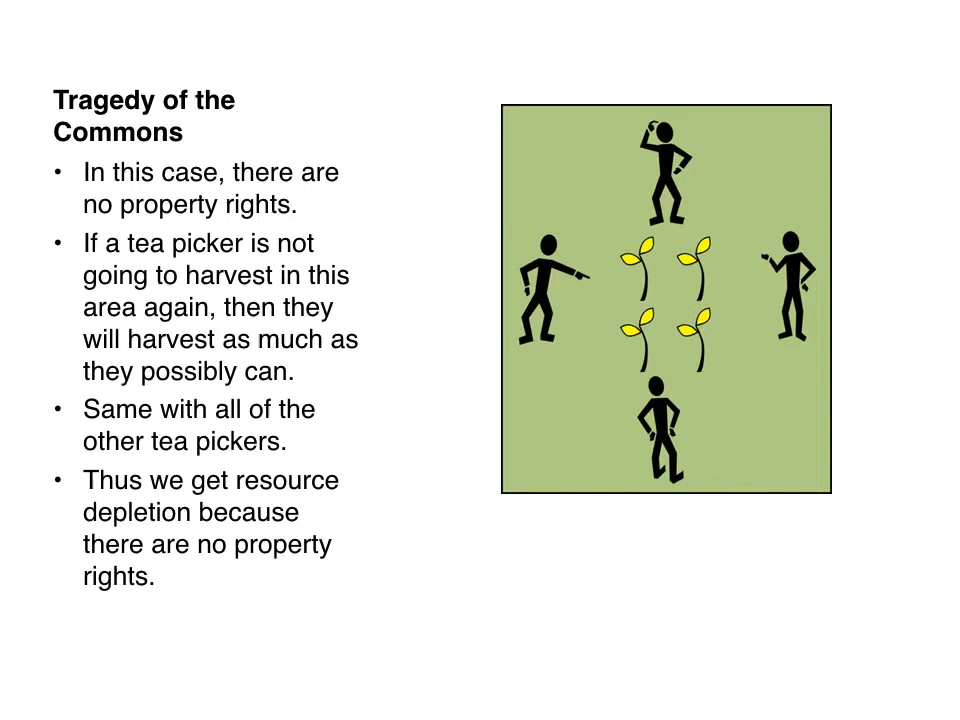 Tragedy of the
Commons
• In this case, there are
no property rights.
• If a tea picker is not
going to harvest in this
area again, then they
will harvest as much as
they possibly can.
• Same with all of the
other tea pickers.
• Thus we get resource
depletion because
there are no property
rights.